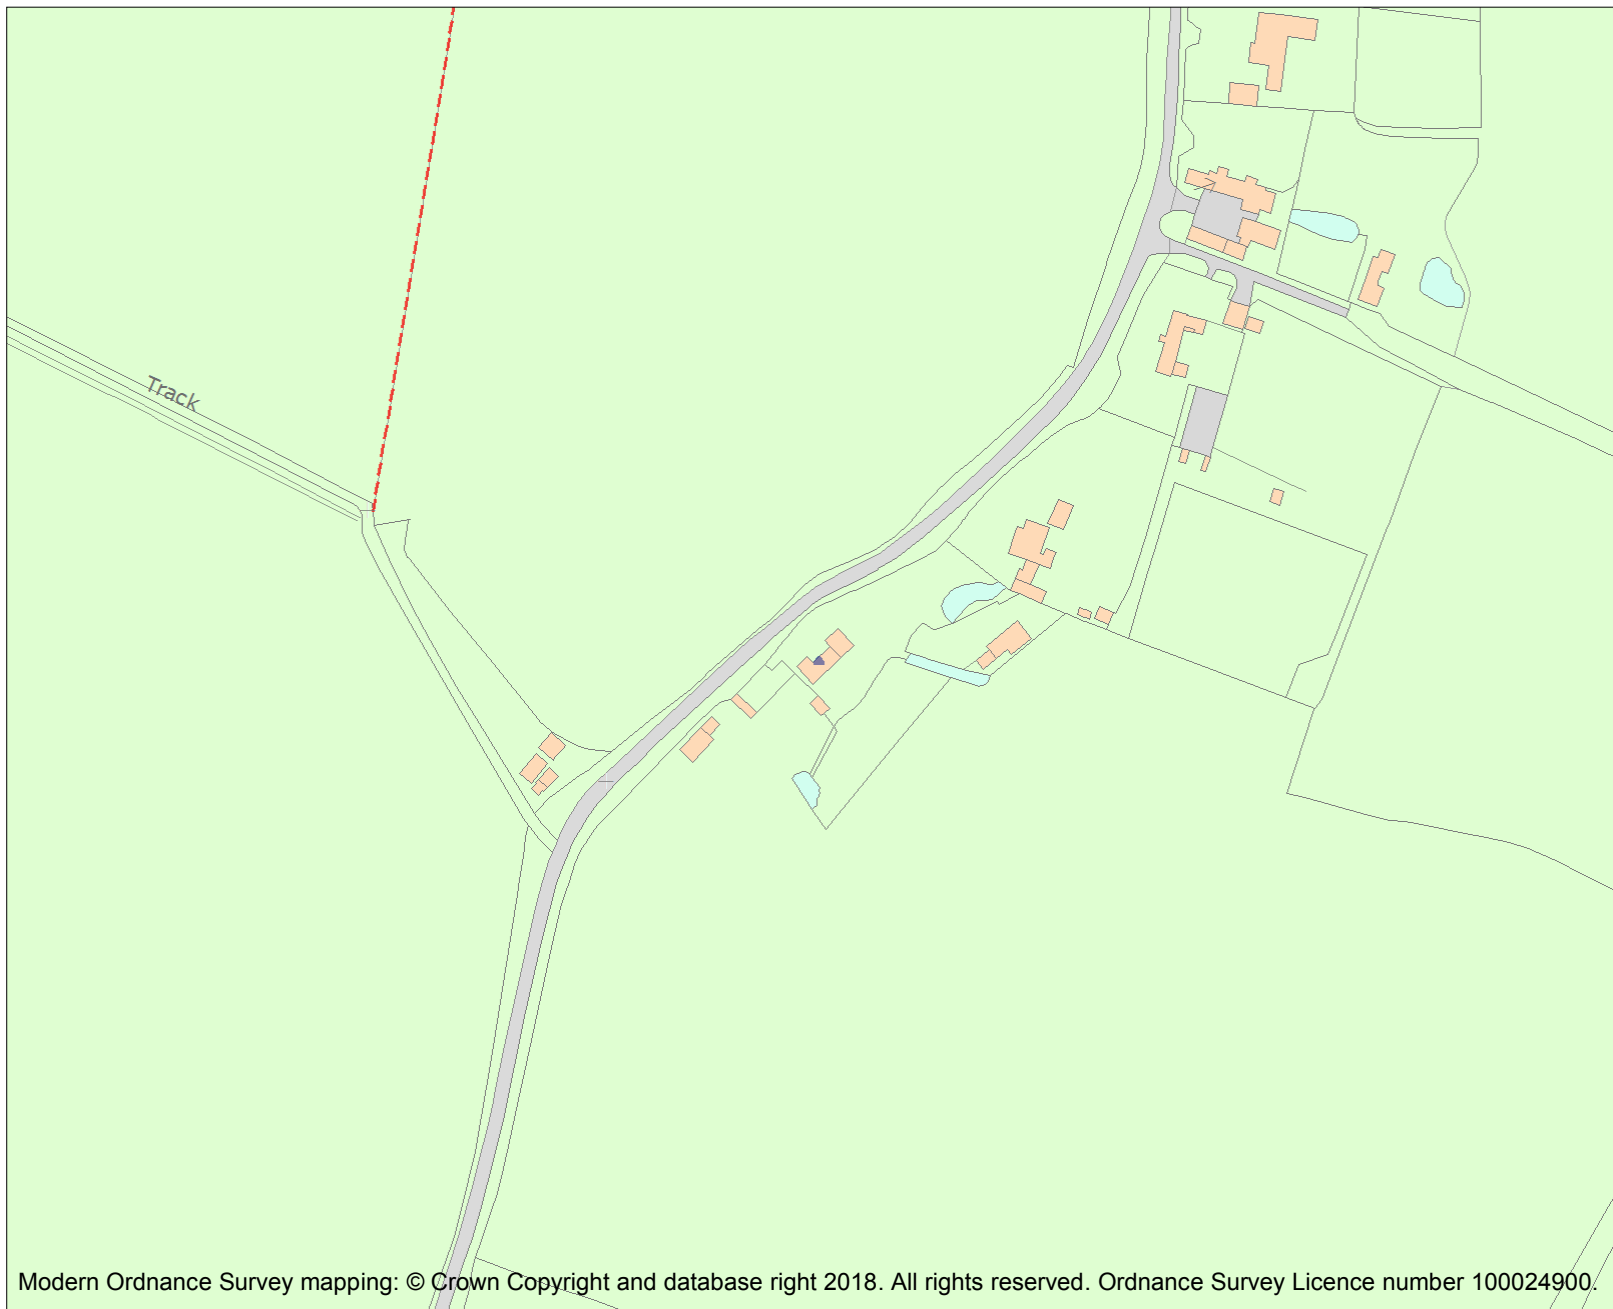 Track
Modern Ordnance Survey mapping: © Crown Copyright and database right 2018. All rights reserved. Ordnance Survey Licence number 100024900.